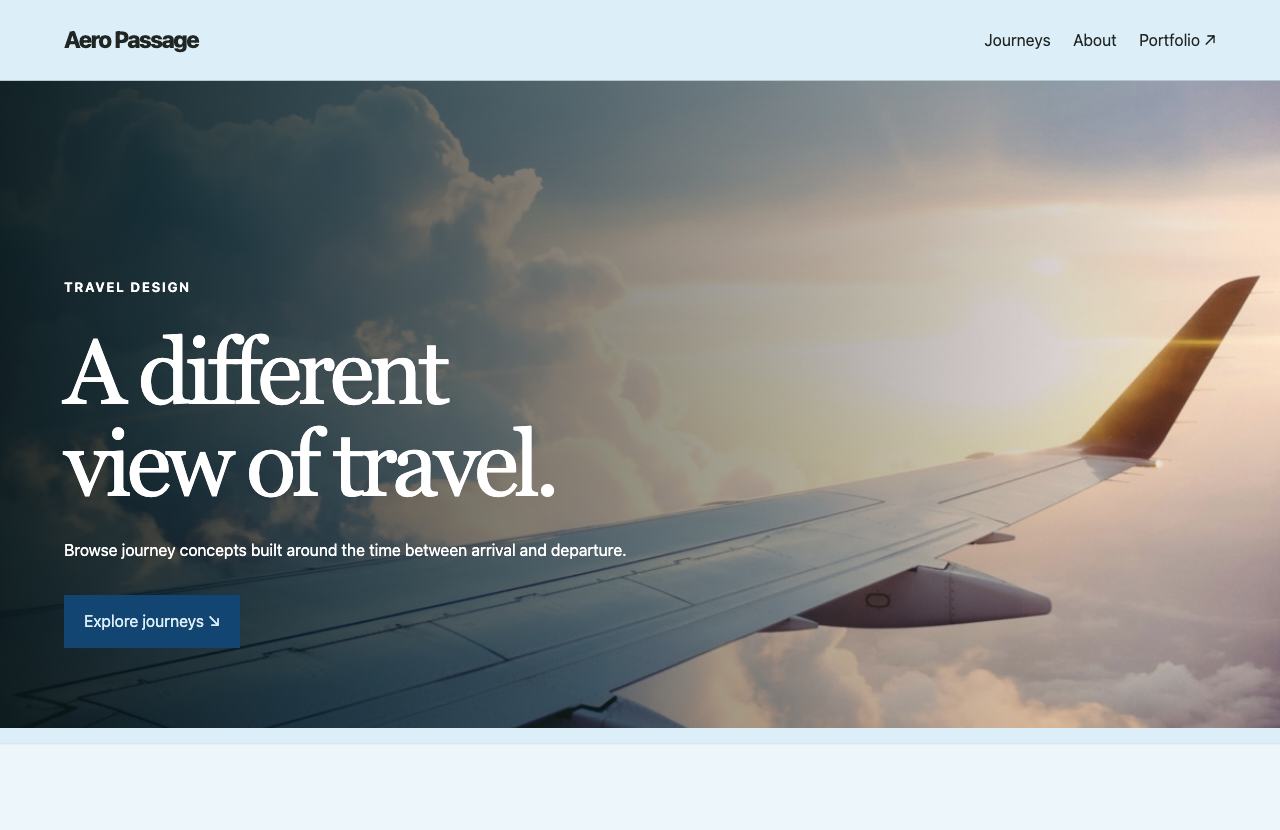 Aero Passage
Journeys
About
Portfolio ↗
TRAVEL DESIGN
A different
view of travel.
Browse journey concepts built around the time between arrival and departure.
Explore journeys ↘